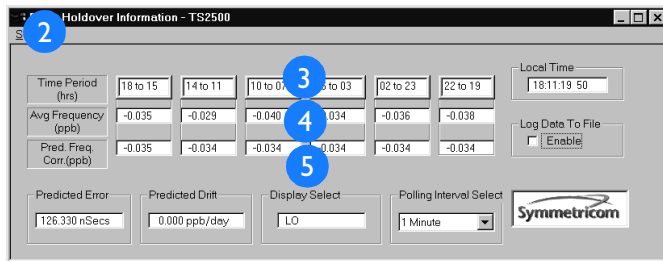 Holdover Information - TS2500
2
S
Time Period (hrs) 18 to 15 14 to 11 10 to 07 to 03 02 to 23 22 to 19
3
Avg Frequency (ppb) -0.035 -0.029 -0.040 .034 -0.036 -0.038
4
Pred. Freq. Corr.(ppb) -0.035 -0.034 -0.034 -0.034 -0.034 -0.034
5
Local Time
18:11:19 50
Log Data To File
Enable
Predicted Error
126.330 nSecs
Predicted Drift
0.000 ppb/day
Display Select
LO
Polling Interval Select
1 Minute
Symmetricom